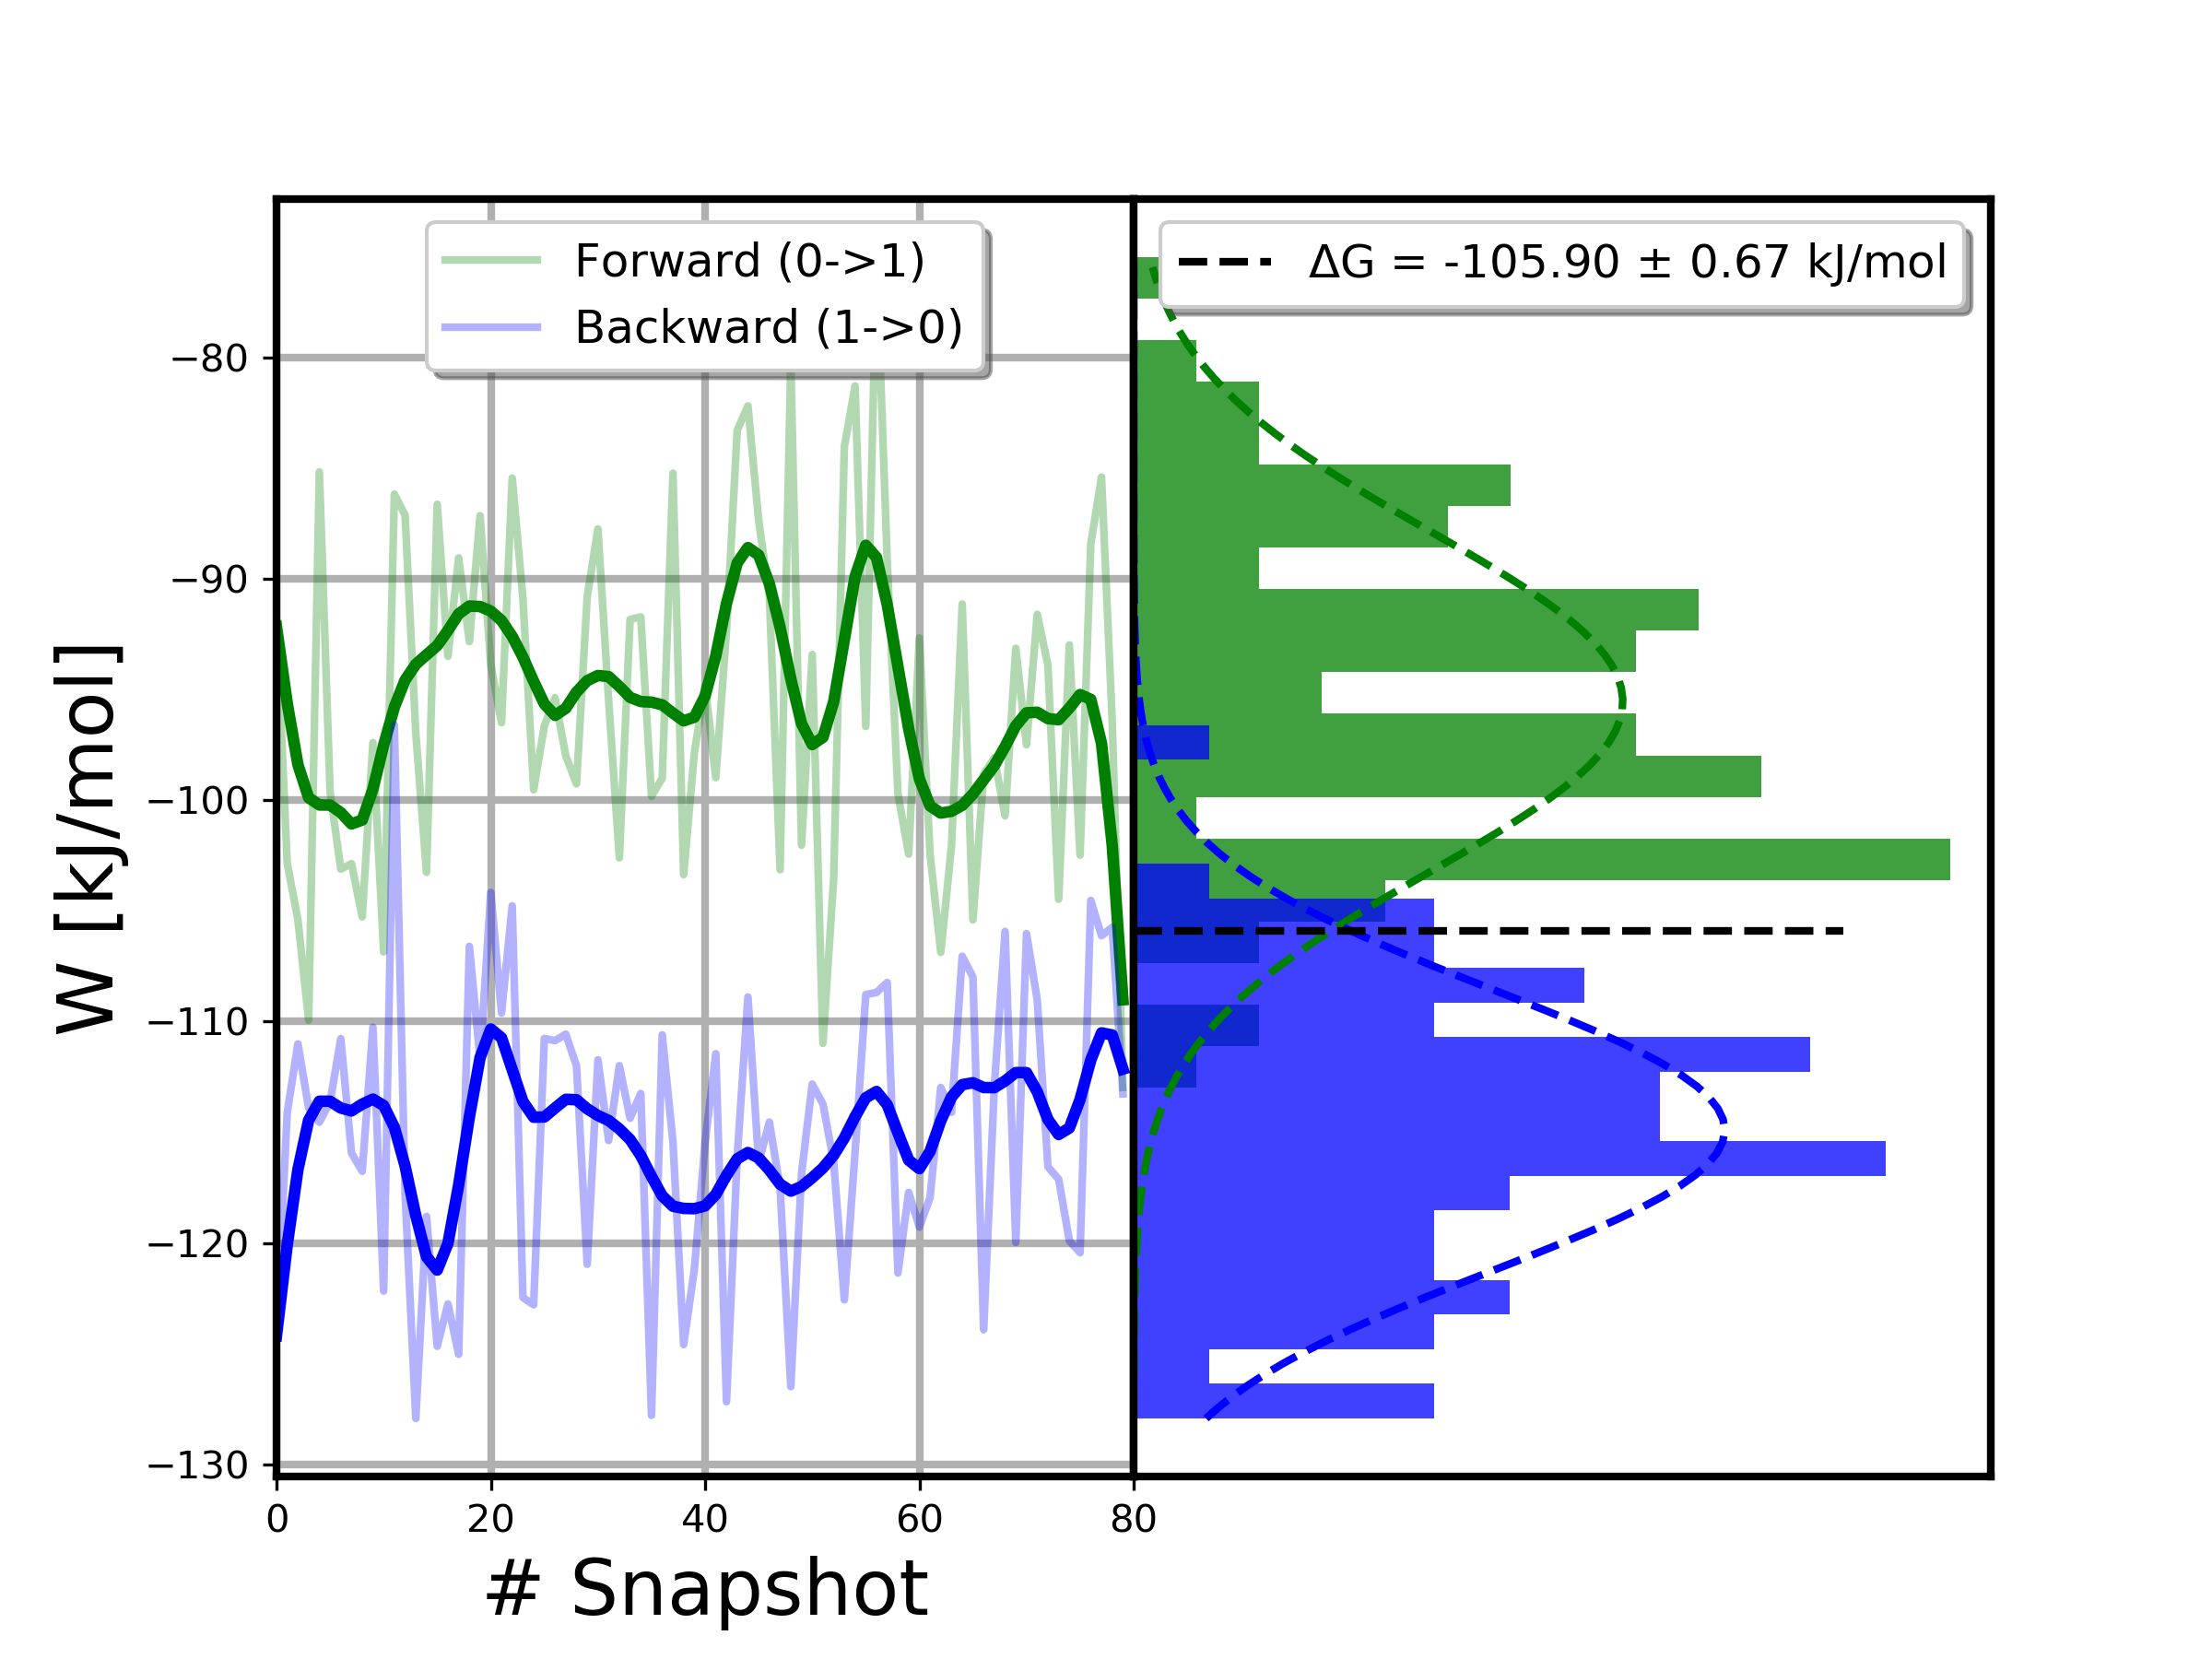 Forward (0->1)
Backward (1->0)
ΔG = -105.90 ± 0.67 kJ/mol
−80
−90
−100
−110
−120
−130
W [kJ/mol]
0 20 40 60 80
# Snapshot